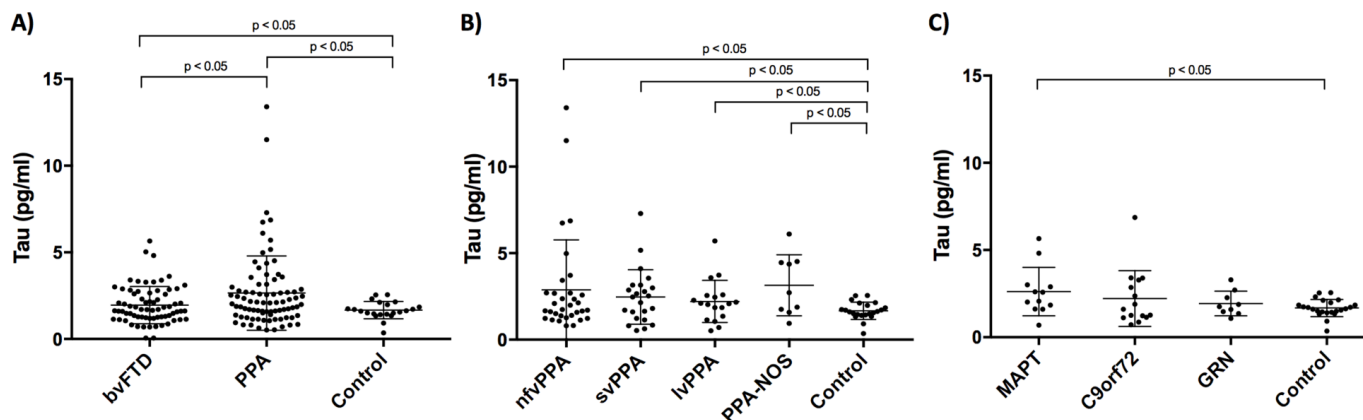 A)
p < 0.05
p < 0.05
p < 0.05
Tau (pg/ml)
15
10
5
0
bvFTD
PPA
Control
B)
p < 0.05
p < 0.05
p < 0.05
p < 0.05
Tau (pg/ml)
15
10
5
0
nfvPPA
svPPA
lvPPA
PPA-NOS
Control
C)
p < 0.05
Tau (pg/ml)
15
10
5
0
MAPT
C9orf72
GRN
Control